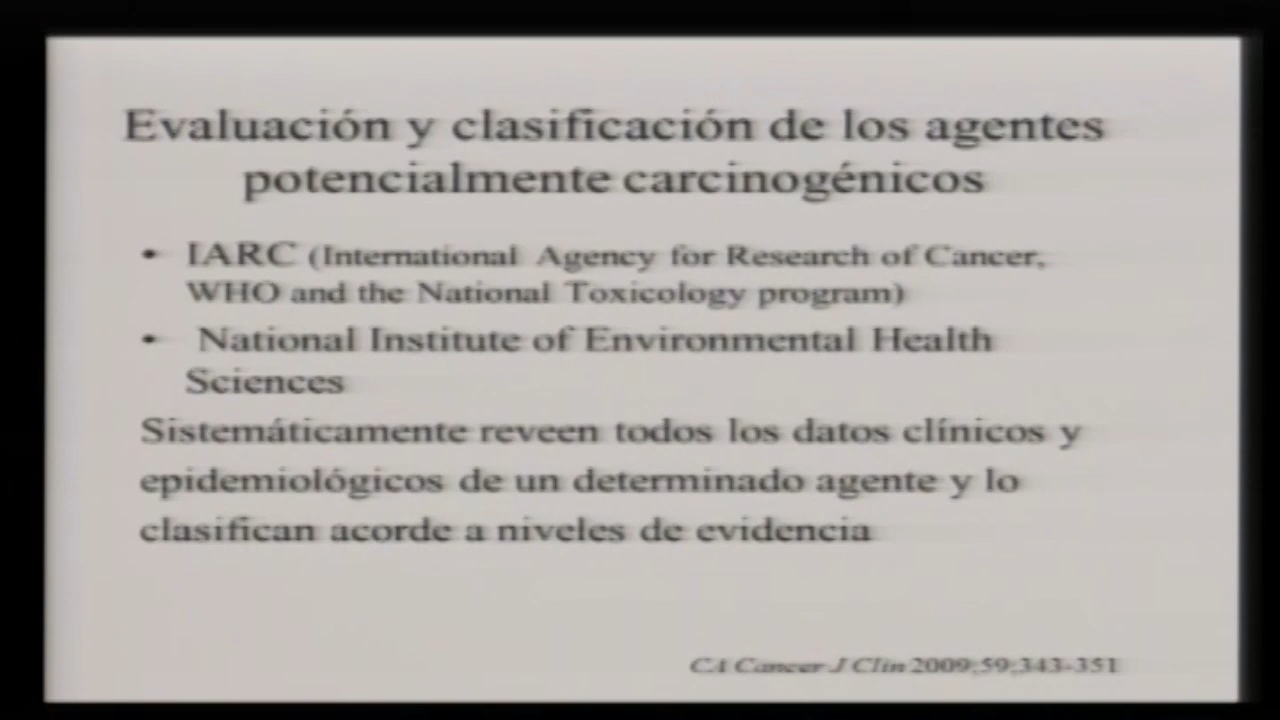 Evaluación y clasificación de los agentes
potencialmente carcinogénicos
• IARC (International Agency for Research of Cancer,
WHO and the National Toxicology program)
• National Institute of Environmental Health
Sciences
Sistemáticamente reveen todos los datos clínicos y
epidemiológicos de un determinado agente y lo
clasifican acorde a niveles de evidencia
CA Cancer J Clin 2009;59;343-351